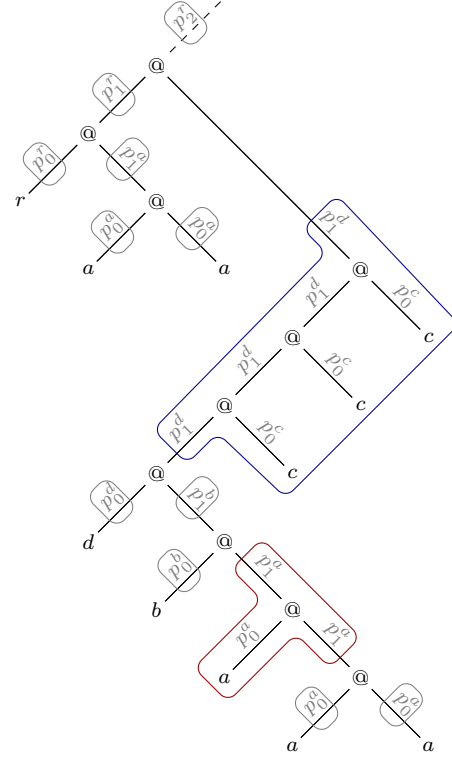 p_2^r
@
p_1^r
@
p_0^r p_1^a
r @
p_0^a p_0^a
a a
p_1^d
@
p_1^d p_0^c
@ c
p_1^d p_0^c
@ c
p_1^d p_0^c
@ c
p_0^d p_1^b
d @
p_0^b p_1^a
b @
p_0^a p_1^a
a @
p_0^a p_0^a
a a